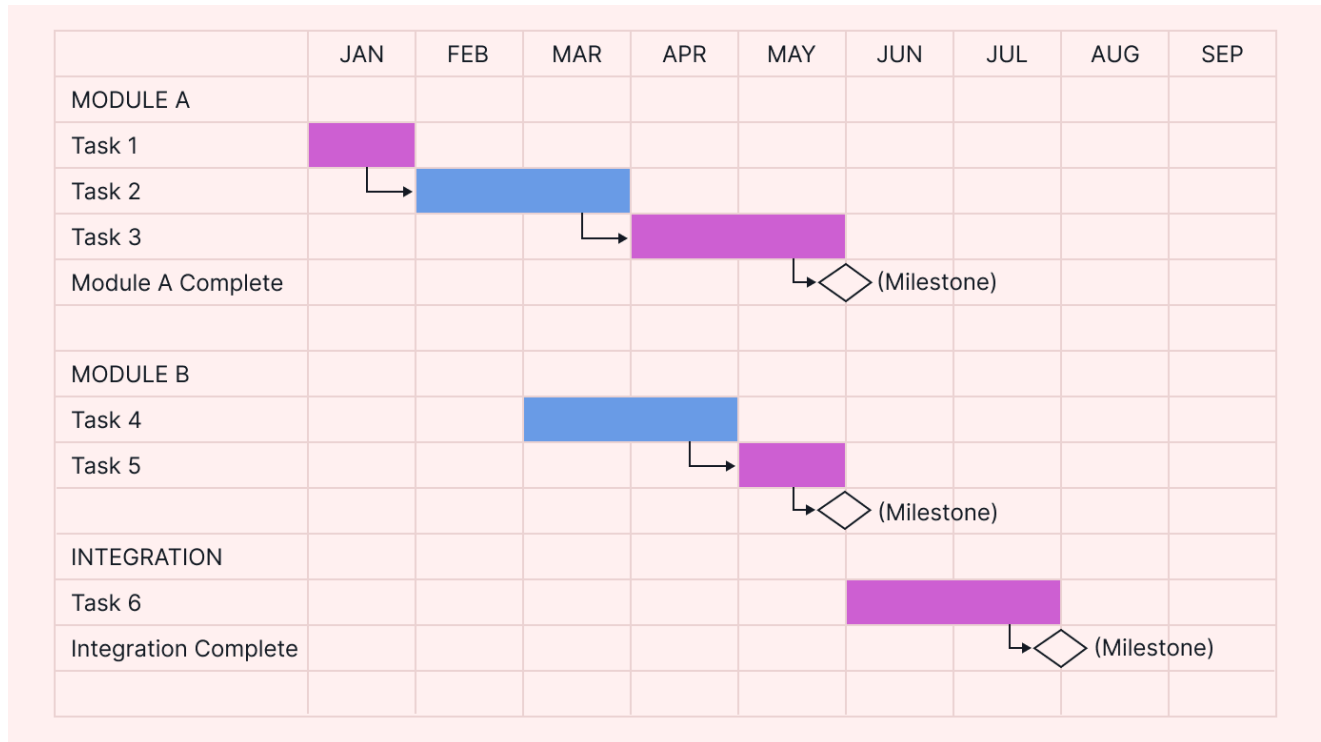 JAN FEB MAR APR MAY JUN JUL AUG SEP
MODULE A
Task 1
Task 2
Task 3
Module A Complete (Milestone)
MODULE B
Task 4
Task 5
(Milestone)
INTEGRATION
Task 6
Integration Complete (Milestone)